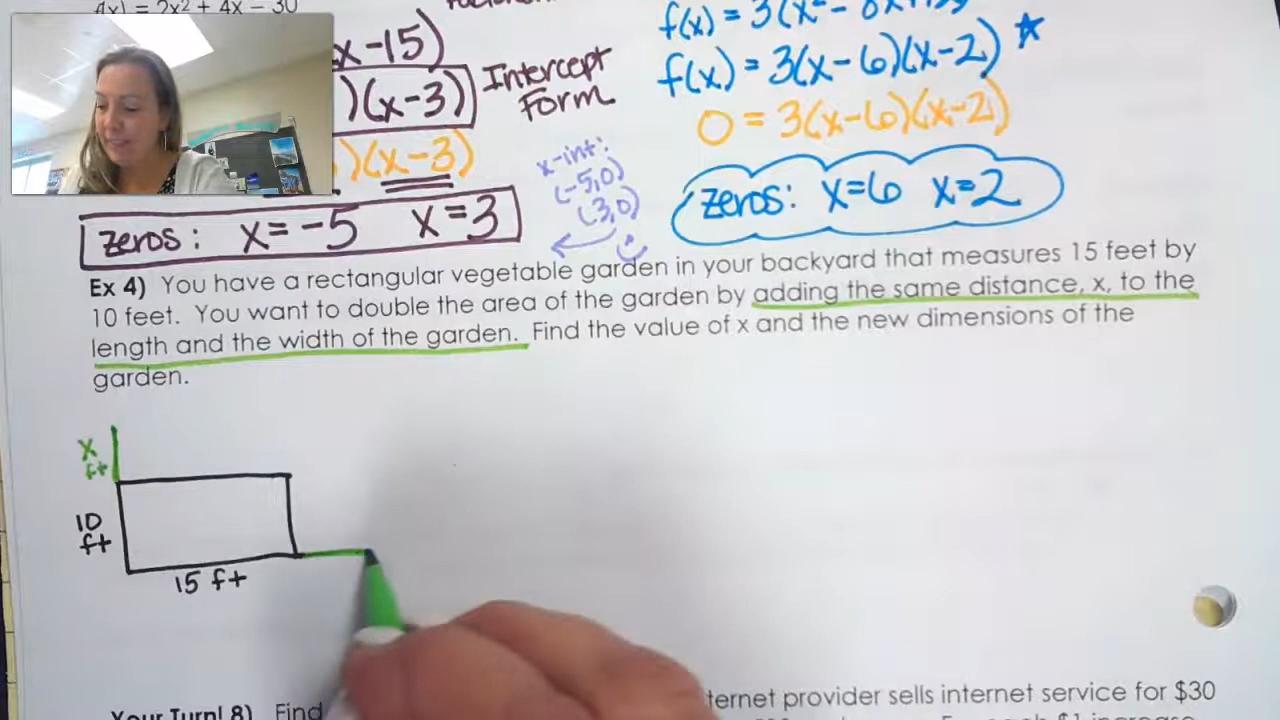 f(x) = 2x² + 4x - 30
x-15)
)(x-3)
Intercept
Form
)(x-3)
x-int:
(-5,0)
(3,0)
zeros: x=-5 x=3
f(x) = 3(x²
f(x) = 3(x-6)(x-2)
0 = 3(x-6)(x-2)
zeros: x=6 x=2
Ex 4) You have a rectangular vegetable garden in your backyard that measures 15 feet by
10 feet. You want to double the area of the garden by adding the same distance, x, to the
length and the width of the garden. Find the value of x and the new dimensions of the
garden.
x
ft
10
ft
15 ft
Your Turn! 8) Find
ternet provider sells internet service for $30